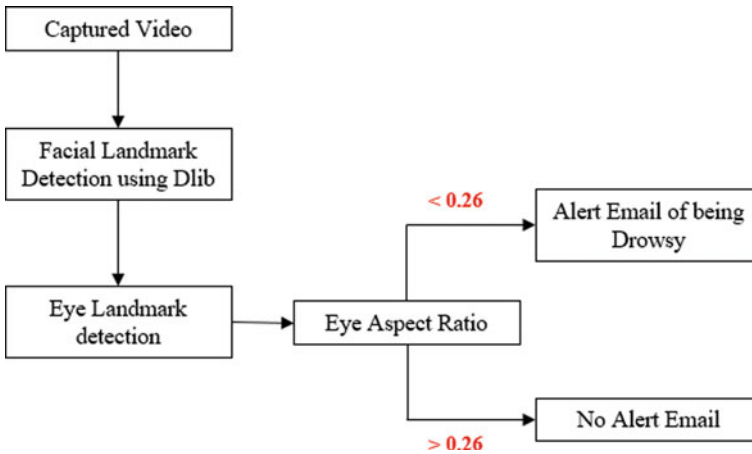 Captured Video
Facial Landmark
Detection using Dlib
Eye Landmark
detection
Eye Aspect Ratio
< 0.26
Alert Email of being
Drowsy
> 0.26
No Alert Email